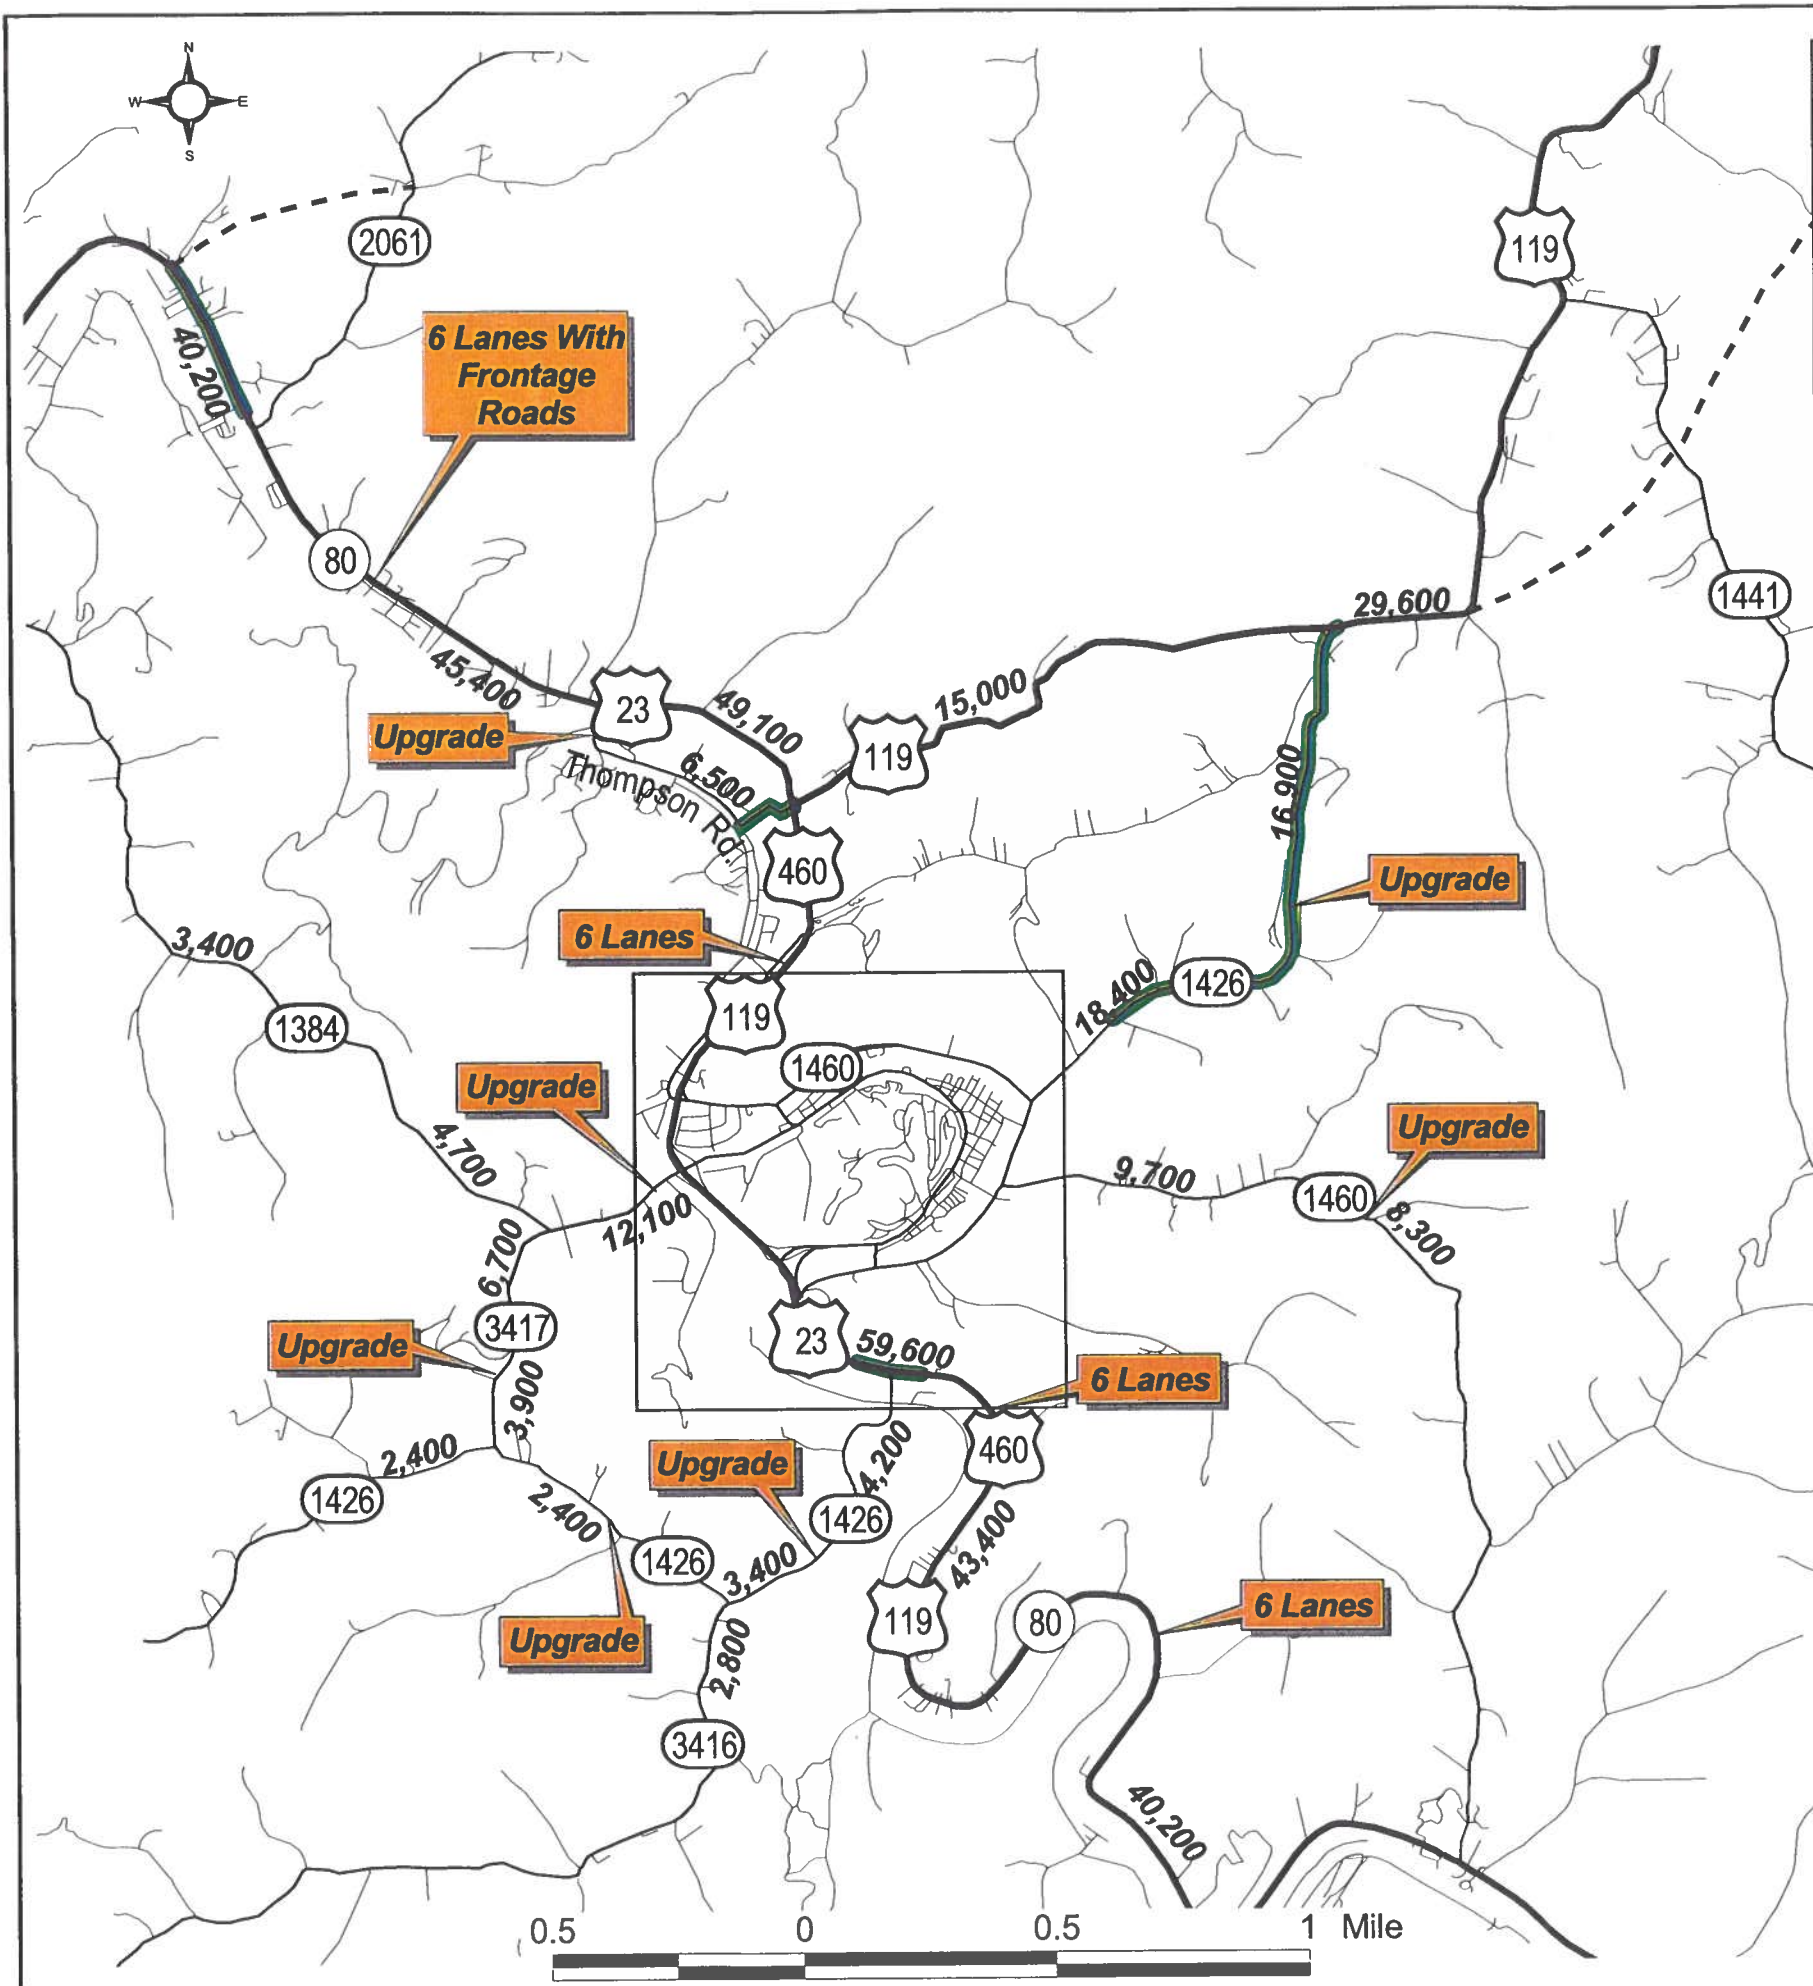 N
W E
S
119
2061
6 Lanes With
Frontage
Roads
40,200
80
1441
29,600
45,400
23
49,100
15,000
Upgrade
119
Thompson Rd.
6,500
16,900
460
Upgrade
6 Lanes
3,400
18,400
1426
119
1384
1460
Upgrade
Upgrade
4,700
9,700
1460
12,100
8,300
6,700
3417
23
59,600
Upgrade
6 Lanes
3,900
2,400
460
4,200
Upgrade
1426
2,400
1426
43,400
1426
3,400
119
80
6 Lanes
Upgrade
2,800
3416
40,200
0.5 0 0.5 1 Mile